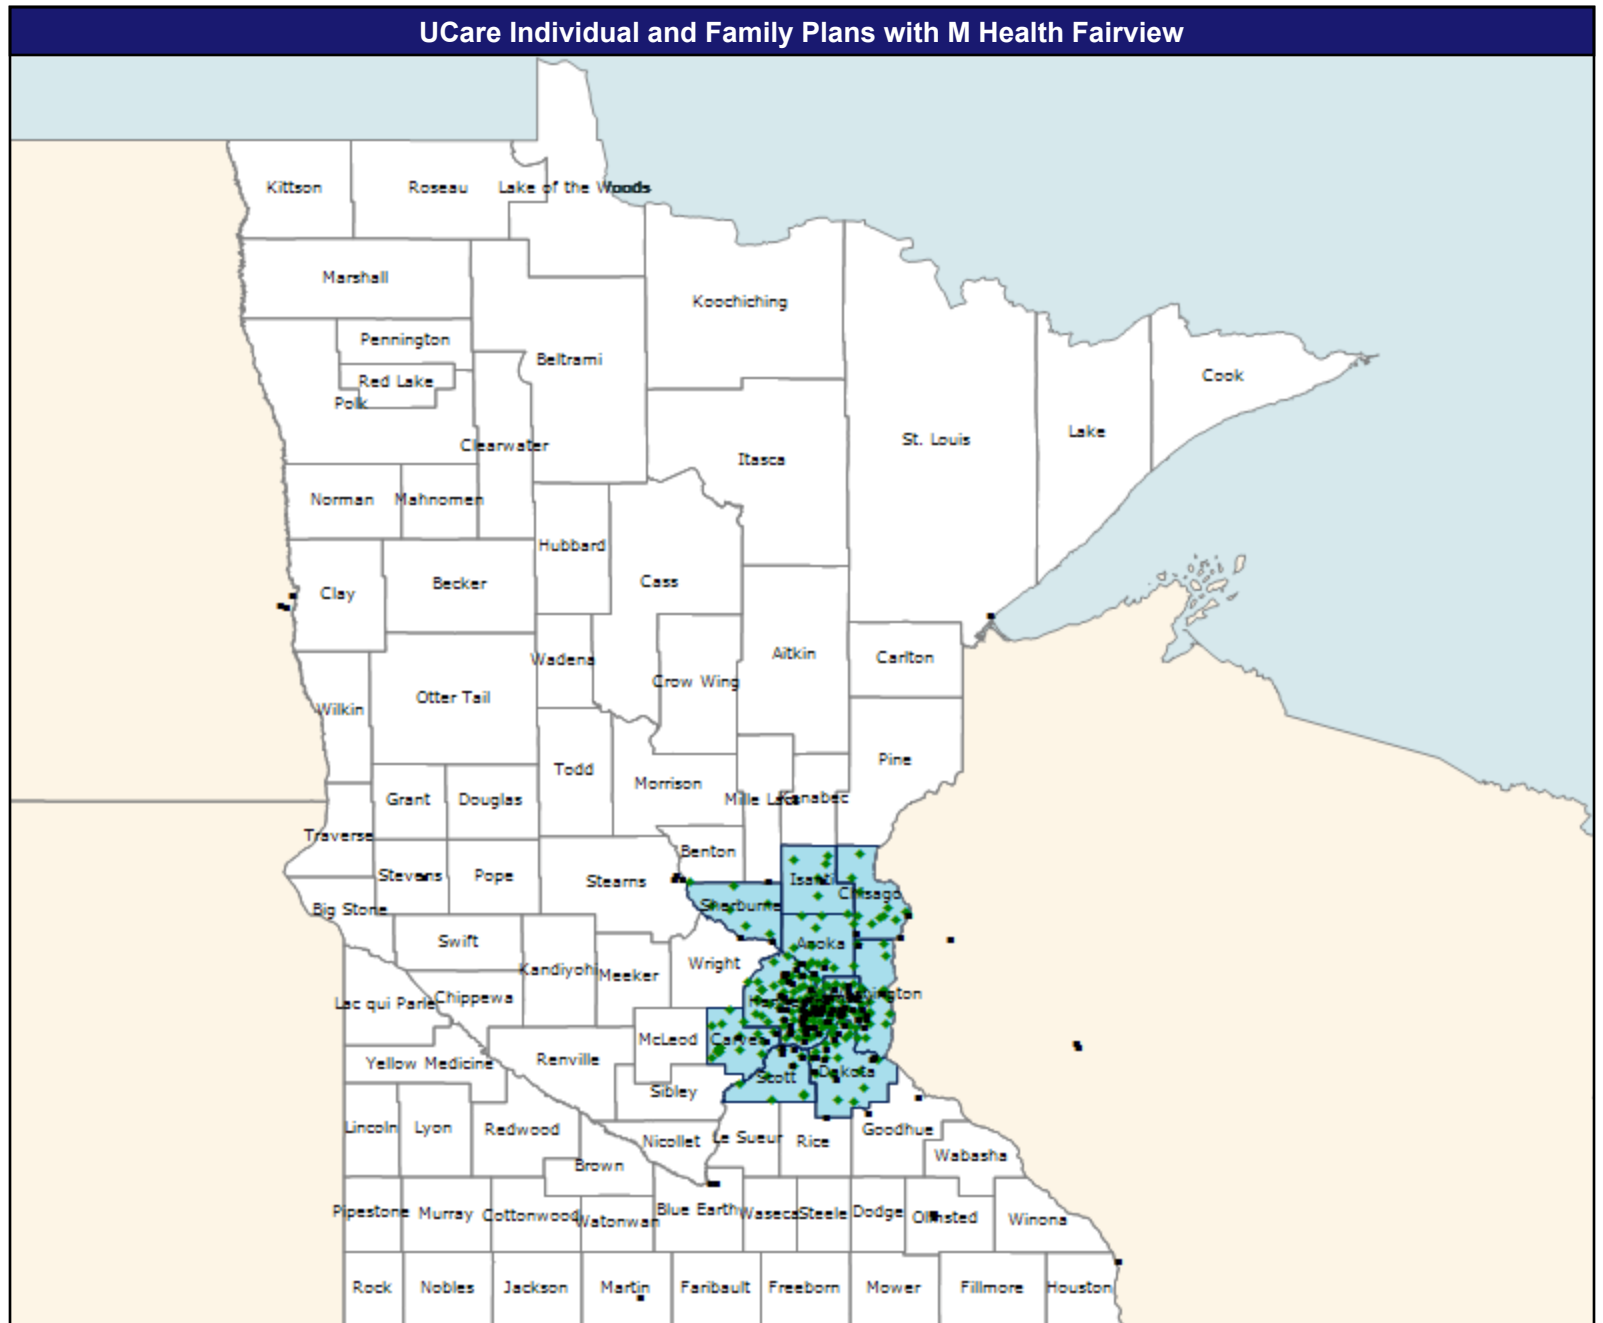 UCare Individual and Family Plans with M Health Fairview
Kittson
Roseau
Lake of the Woods
Marshall
Koochiching
Pennington
Beltrami
Red Lake
Cook
Polk
Lake
St. Louis
Clearwater
Itasca
Norman
Mahnomen
Hubbard
Cass
Becker
Clay
Aitkin
Carlton
Wadena
Crow Wing
Otter Tail
Wilkin
Pine
Todd
Morrison
Grant
Douglas
Mille Lacs
Kanabec
Traverse
Benton
Stevens
Pope
Stearns
Isanti
Chisago
Sherburne
Big Stone
Swift
Anoka
Wright
Kandiyohi
Meeker
Washington
Lac qui Parle
Chippewa
Hennepin
McLeod
Carver
Renville
Yellow Medicine
Dakota
Scott
Sibley
Lincoln
Lyon
Redwood
Goodhue
Nicollet
Le Sueur
Rice
Wabasha
Brown
Pipestone
Murray
Cottonwood
Watonwan
Blue Earth
Waseca
Steele
Dodge
Olmsted
Winona
Rock
Nobles
Jackson
Martin
Faribault
Freeborn
Mower
Fillmore
Houston